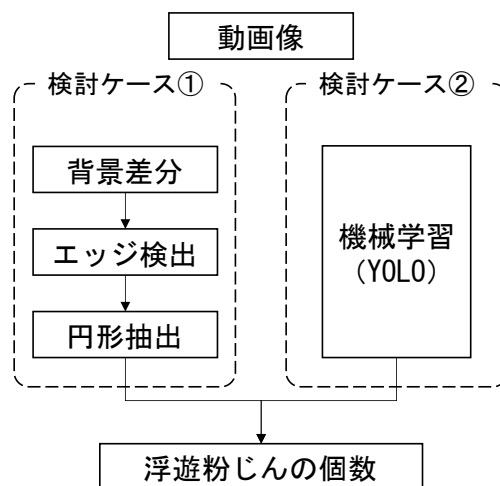 動画像
検討ケース①
背景差分
エッジ検出
円形抽出
検討ケース②
機械学習
(YOLO)
浮遊粉じんの個数